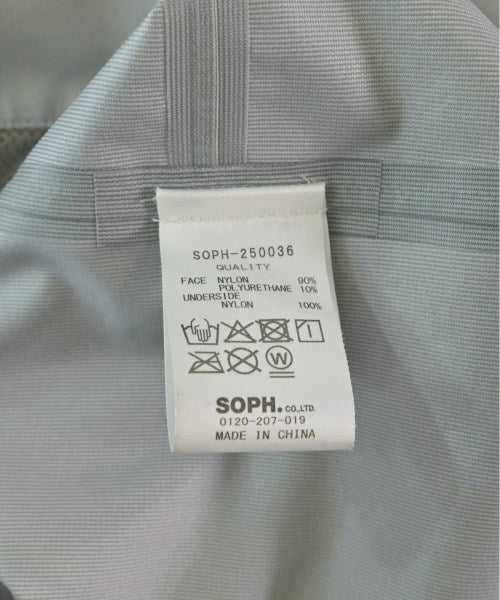 SOPH-250036
QUALITY
FACE NYLON 90%
POLYURETHANE 10%
UNDERSIDE
NYLON 100%
W
SOPH. CO.,LTD.
0120-207-019
MADE IN CHINA